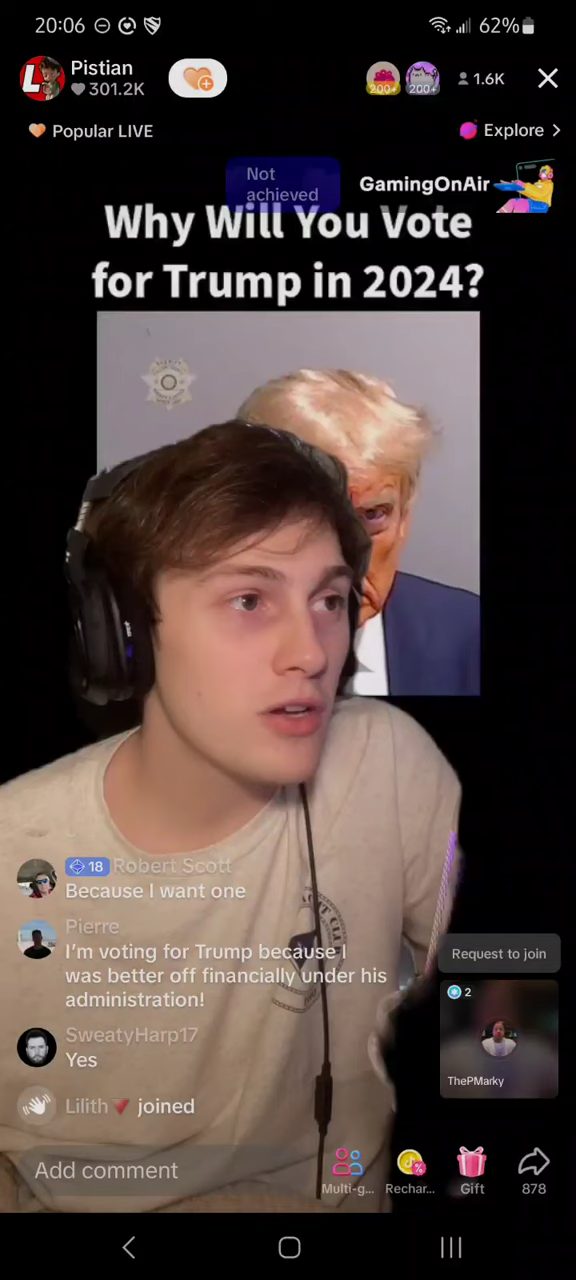 20:06
62%
Pistian
301.2K
200+
200+
1.6K
Popular LIVE
Explore
Not
achieved
GamingOnAir
Why Will You Vote
for Trump in 2024?
18 Robert Scott
Because I want one
Pierre
I'm voting for Trump because I
was better off financially under his
administration!
Request to join
2
ThePMarky
SweatyHarp17
Yes
Lilith joined
Add comment
Multi-g...
Rechar...
Gift
878